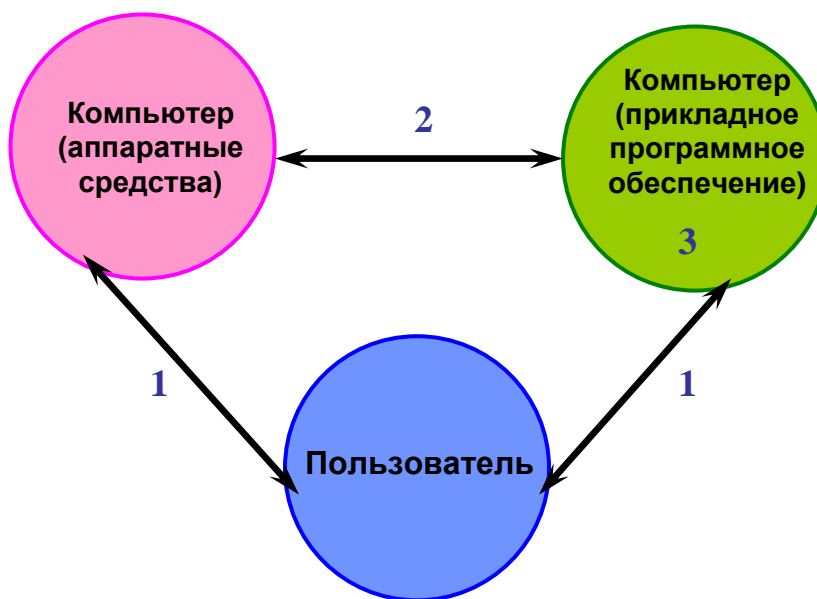 Компьютер
(аппаратные
средства)
2
Компьютер
(прикладное
программное
обеспечение)
3
1
1
Пользователь